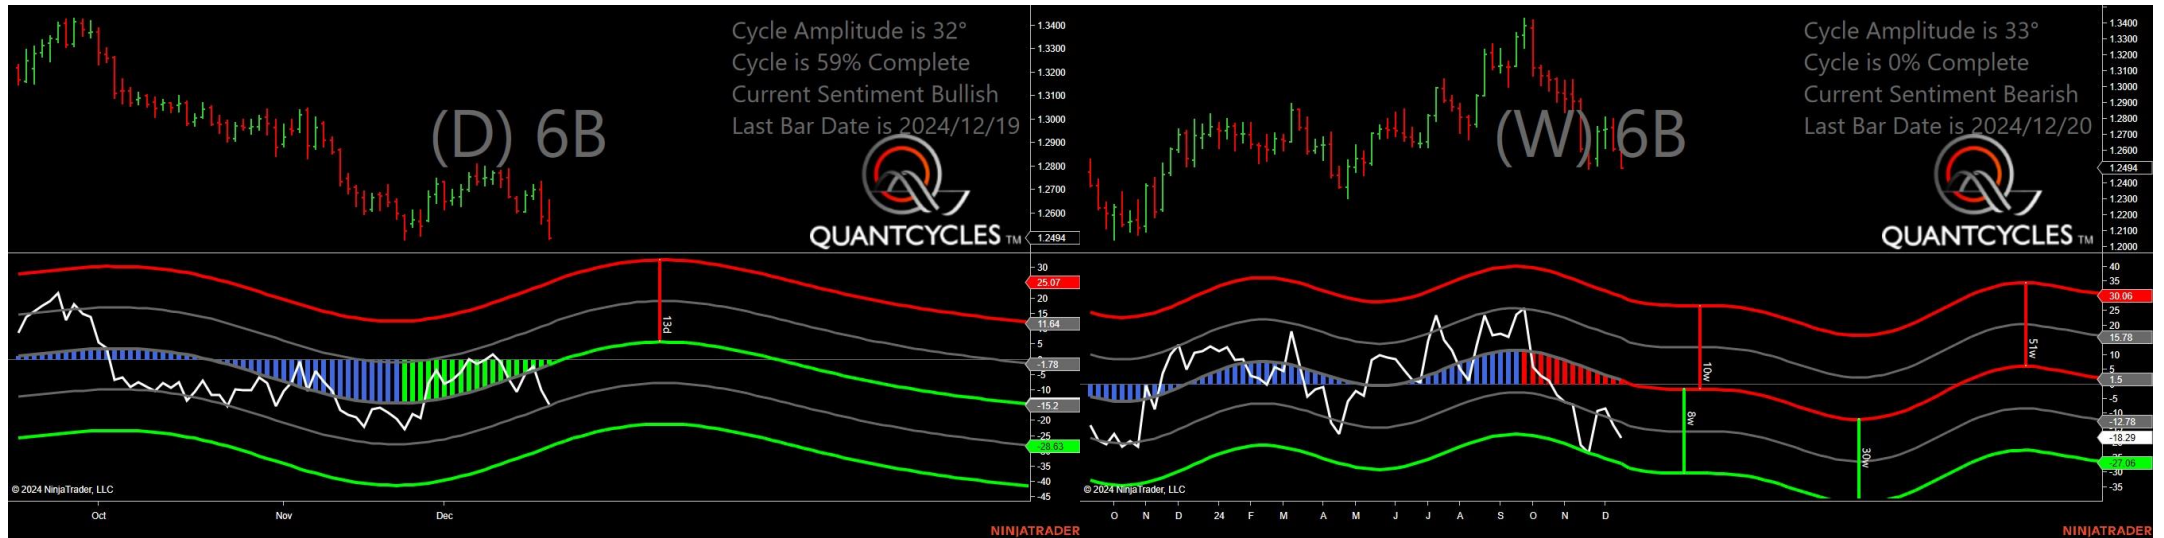 Cycle Amplitude is 32°
Cycle is 59% Complete
Current Sentiment Bullish
Last Bar Date is 2024/12/19
(D) 6B
QUANTCYCLES TM
1.3400
1.3300
1.3200
1.3100
1.3000
1.2900
1.2800
1.2700
1.2600
1.2494
30
25.07
20
15
11.64
5
-1.78
-5
-10
-15.2
-20
-25
-28.63
-35
-40
-45
13d
© 2024 NinjaTrader, LLC
Oct Nov Dec
NINJATRADER
Cycle Amplitude is 33°
Cycle is 0% Complete
Current Sentiment Bearish
Last Bar Date is 2024/12/20
(W) 6B
QUANTCYCLES TM
1.3400
1.3300
1.3200
1.3100
1.3000
1.2900
1.2800
1.2700
1.2600
1.2494
1.2400
1.2300
1.2200
1.2100
1.2000
40
35
30.06
25
20
15.78
10
5
1.5
-5
-10
-12.78
-18.29
-27.06
-30
-35
10w
8w
30w
51w
© 2024 NinjaTrader, LLC
O N D 24 F M A M J J A S O N D
NINJATRADER